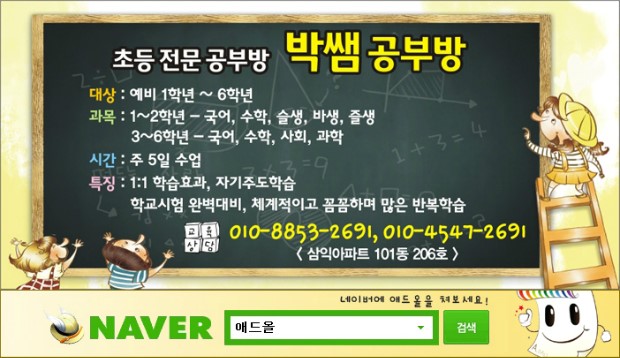 초등 전문 공부방 박쌤 공부방
대상 : 예비 1학년 ~ 6학년
과목 : 1~2학년 - 국어, 수학, 슬생, 바생, 즐생
3~6학년 - 국어, 수학, 사회, 과학
시간 : 주 5일 수업
특징 : 1:1 학습효과, 자기주도학습
학교시험 완벽대비, 체계적이고 꼼꼼하며 많은 반복학습
교육상담 010-8853-2691, 010-4547-2691
< 삼익아파트 101동 206호 >
네이버에 애드올을 쳐보세요!
NAVER 애드올 검색